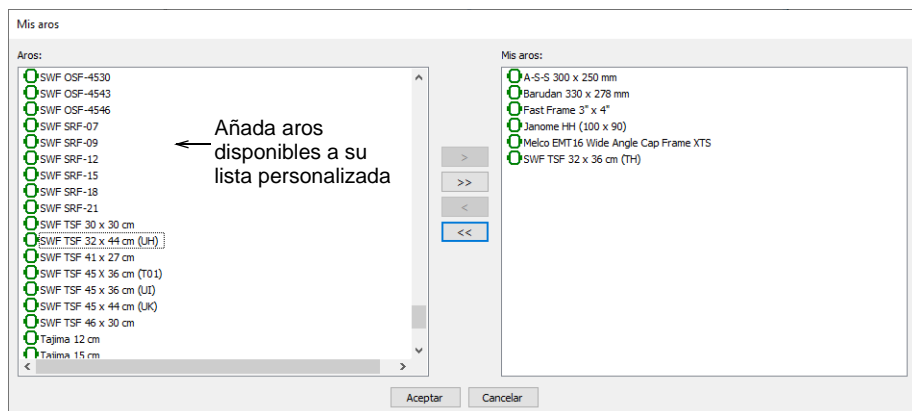 Mis aros
Aros:
SWF OSF-4530
SWF OSF-4543
SWF OSF-4546
SWF SRF-07
SWF SRF-09
SWF SRF-12
SWF SRF-15
SWF SRF-18
SWF SRF-21
SWF TSF 30 x 30 cm
SWF TSF 32 x 44 cm (UH)
SWF TSF 41 x 27 cm
SWF TSF 45 X 36 cm (T01)
SWF TSF 45 x 36 cm (UI)
SWF TSF 45 x 44 cm (UK)
SWF TSF 46 x 30 cm
Tajima 12 cm
Tajima 15 cm
Añada aros
disponibles a su
lista personalizada
>
>>
<
<<
Mis aros:
A-S-S 300 x 250 mm
Barudan 330 x 278 mm
Fast Frame 3" x 4"
Janome HH (100 x 90)
Melco EMT16 Wide Angle Cap Frame XTS
SWF TSF 32 x 36 cm (TH)
Aceptar
Cancelar